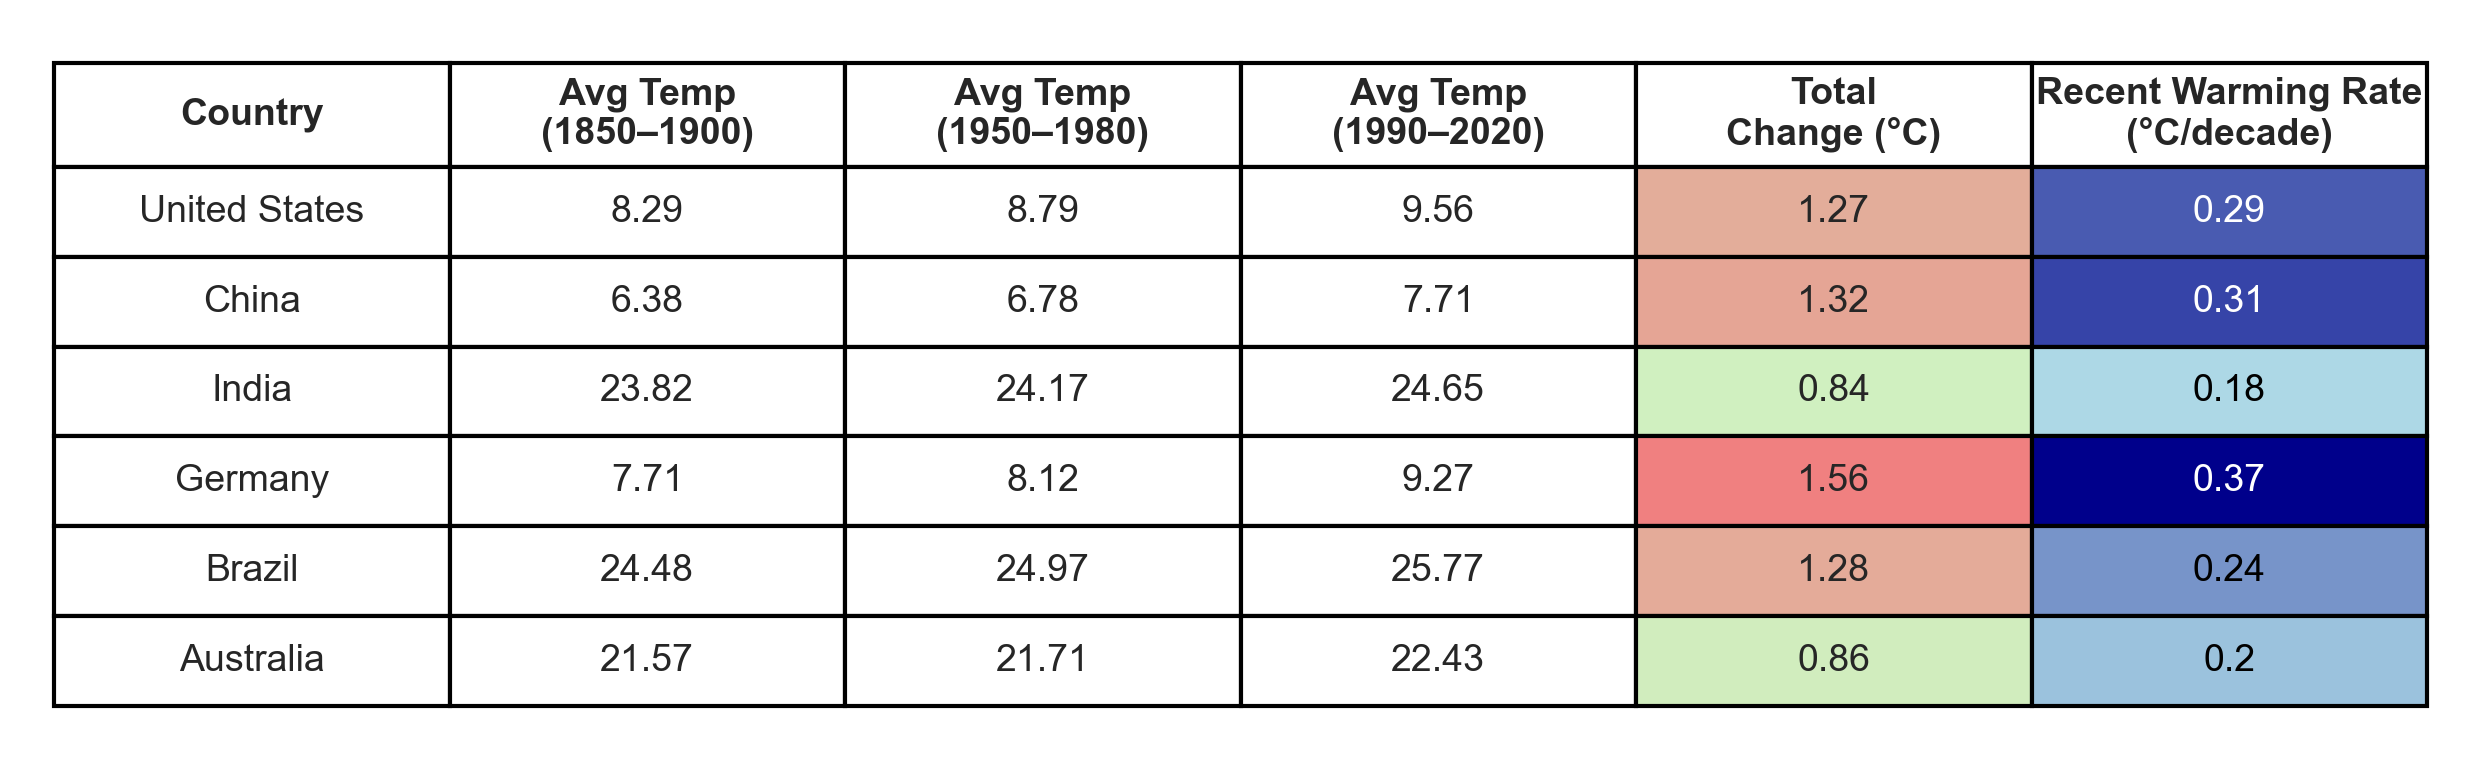 Country
Avg Temp
(1850–1900)
Avg Temp
(1950–1980)
Avg Temp
(1990–2020)
Total
Change (°C)
Recent Warming Rate
(°C/decade)
United States 8.29 8.79 9.56 1.27 0.29
China 6.38 6.78 7.71 1.32 0.31
India 23.82 24.17 24.65 0.84 0.18
Germany 7.71 8.12 9.27 1.56 0.37
Brazil 24.48 24.97 25.77 1.28 0.24
Australia 21.57 21.71 22.43 0.86 0.2